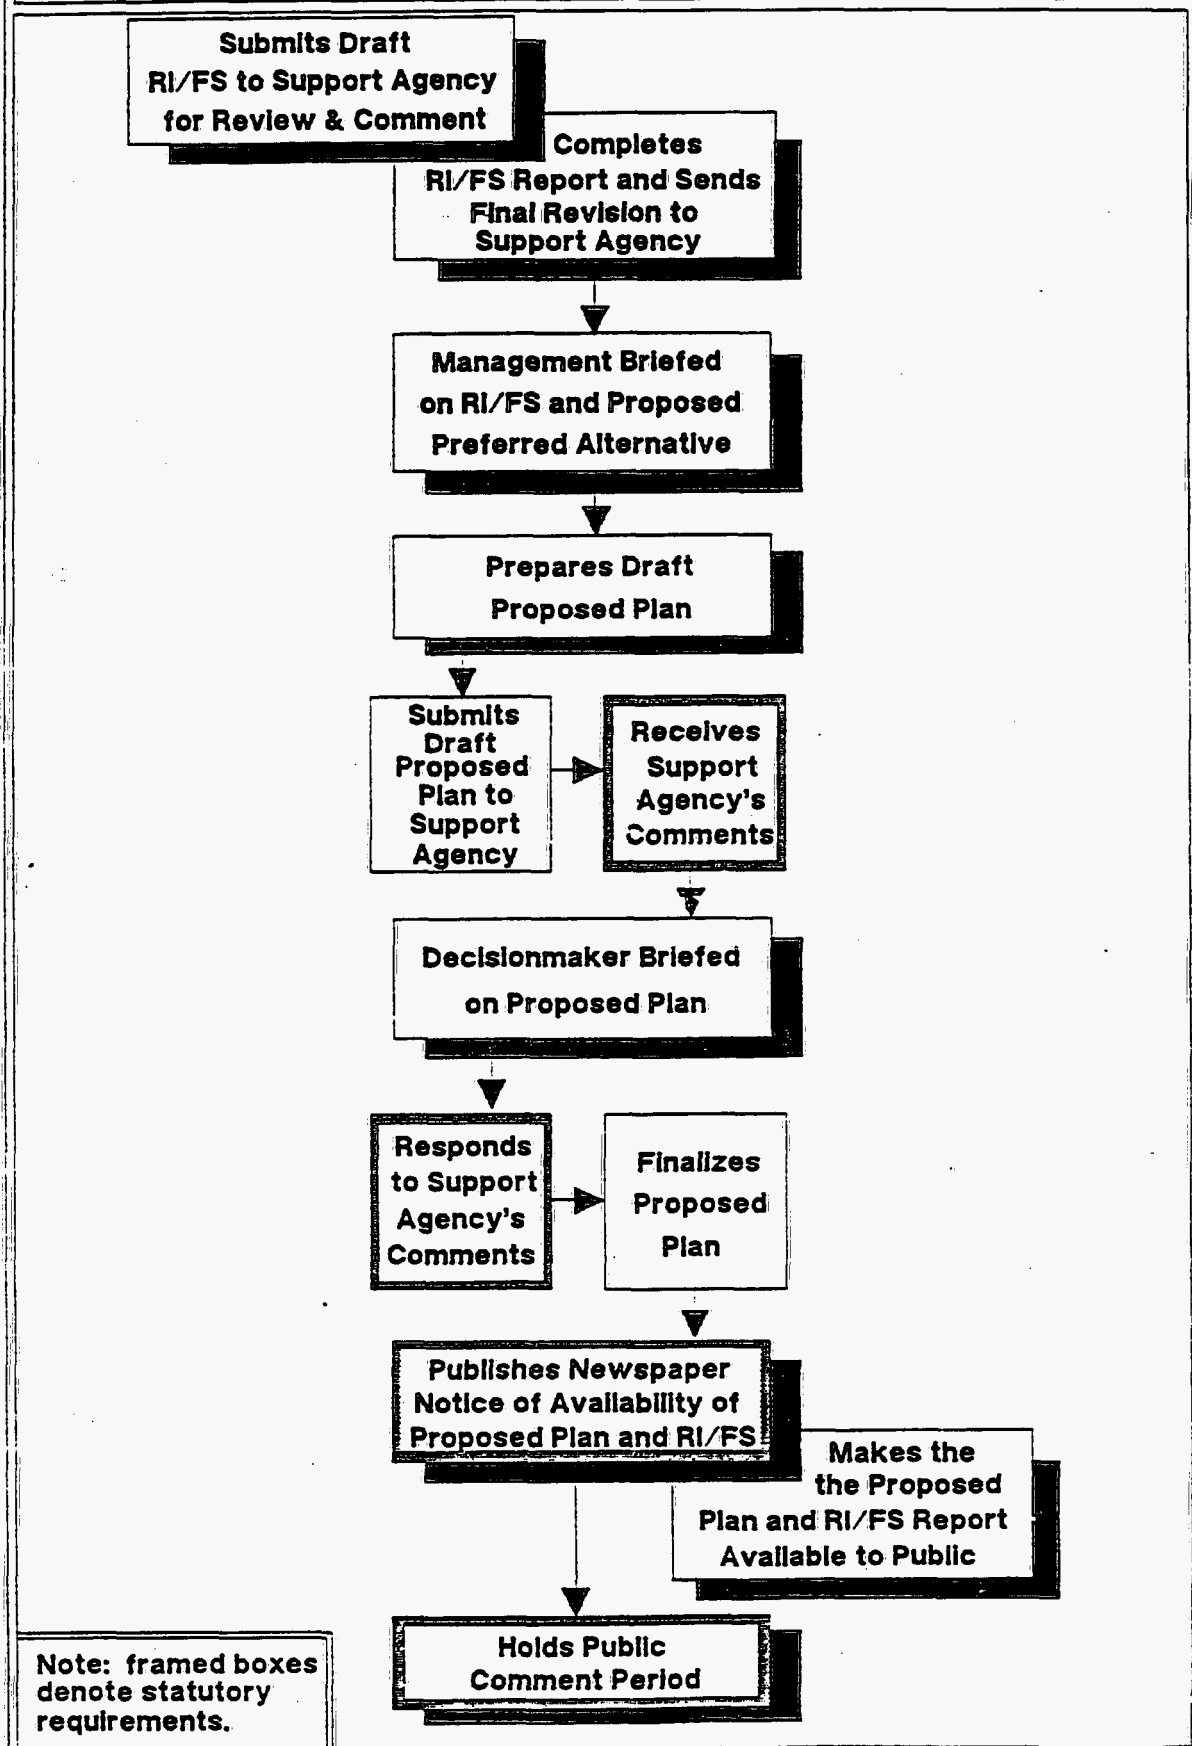 Submits Draft
RI/FS to Support Agency
for Review & Comment
Completes
RI/FS Report and Sends
Final Revision to
Support Agency
Management Briefed
on RI/FS and Proposed
Preferred Alternative
Prepares Draft
Proposed Plan
Submits
Draft
Proposed
Plan to
Support
Agency
Receives
Support
Agency's
Comments
Decisionmaker Briefed
on Proposed Plan
Responds
to Support
Agency's
Comments
Finalizes
Proposed
Plan
Publishes Newspaper
Notice of Availability of
Proposed Plan and RI/FS
Makes the
the Proposed
Plan and RI/FS Report
Available to Public
Holds Public
Comment Period
Note: framed boxes
denote statutory
requirements.